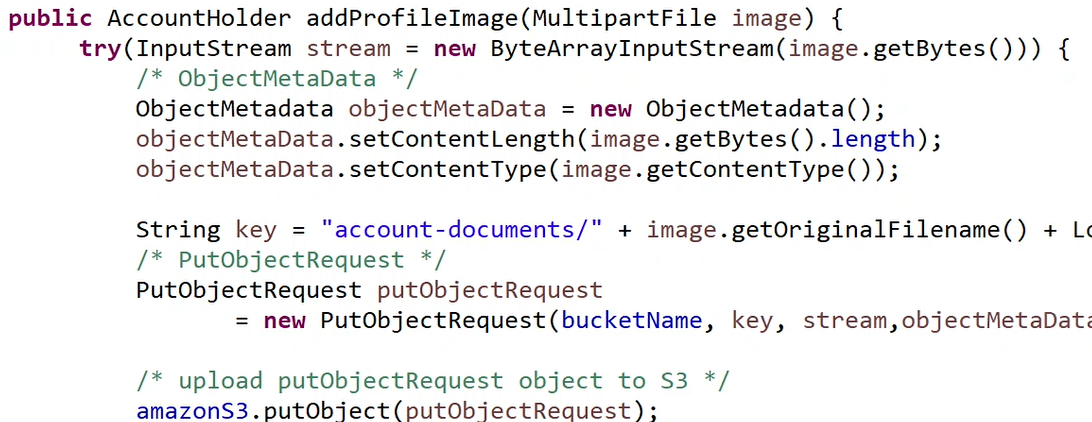 public AccountHolder addProfileImage(MultipartFile image) {
try(InputStream stream = new ByteArrayInputStream(image.getBytes())) {
/* ObjectMetaData */
ObjectMetadata objectMetaData = new ObjectMetadata();
objectMetaData.setContentLength(image.getBytes().length);
objectMetaData.setContentType(image.getContentType());
String key = "account-documents/" + image.getOriginalFilename() + Lo
/* PutObjectRequest */
PutObjectRequest putObjectRequest
= new PutObjectRequest(bucketName, key, stream,objectMetaData
/* upload putObjectRequest object to S3 */
amazonS3.putObject(putObjectRequest);